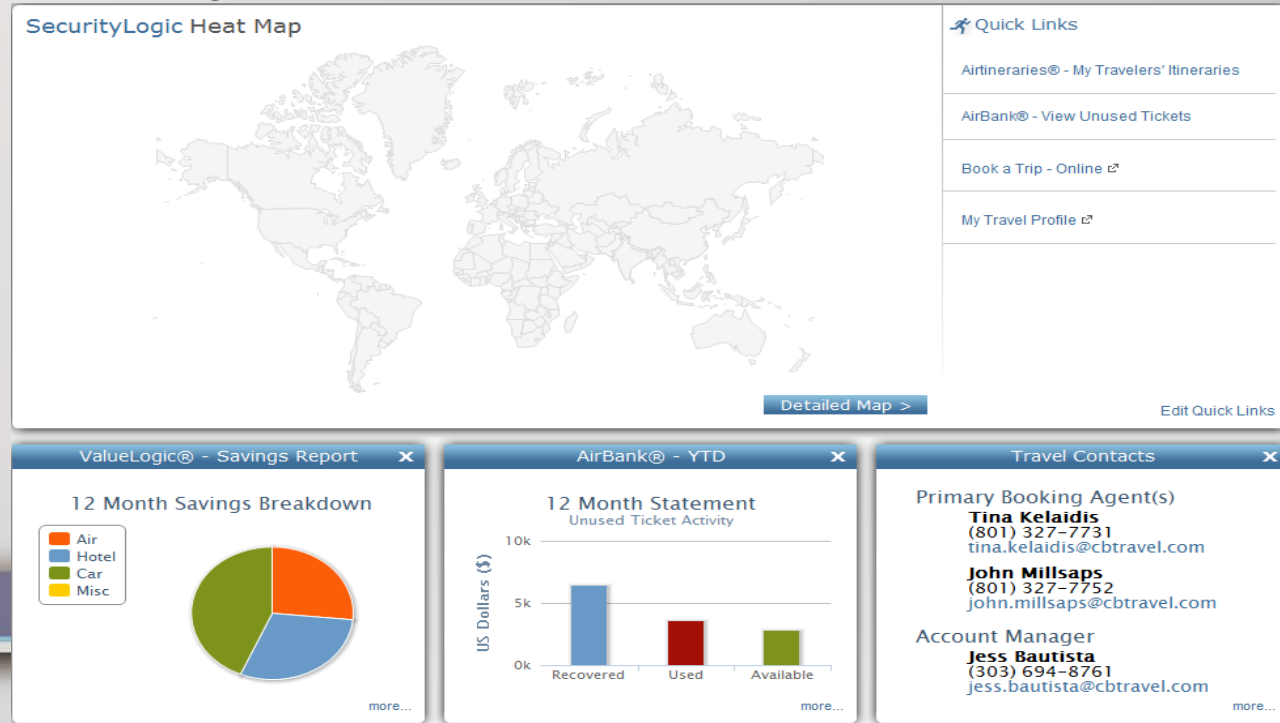 SecurityLogic Heat Map
Detailed Map >
Quick Links
Airtineraries® - My Travelers' Itineraries
AirBank® - View Unused Tickets
Book a Trip - Online
My Travel Profile
Edit Quick Links
ValueLogic® - Savings Report x
12 Month Savings Breakdown
Air
Hotel
Car
Misc
more...
AirBank® - YTD x
12 Month Statement
Unused Ticket Activity
US Dollars ($)
10k
5k
0k
Recovered Used Available
more...
Travel Contacts x
Primary Booking Agent(s)
Tina Kelaidis
(801) 327-7731
tina.kelaidis@cbtravel.com
John Millsaps
(801) 327-7752
john.millsaps@cbtravel.com
Account Manager
Jess Bautista
(303) 694-8761
jess.bautista@cbtravel.com
more...